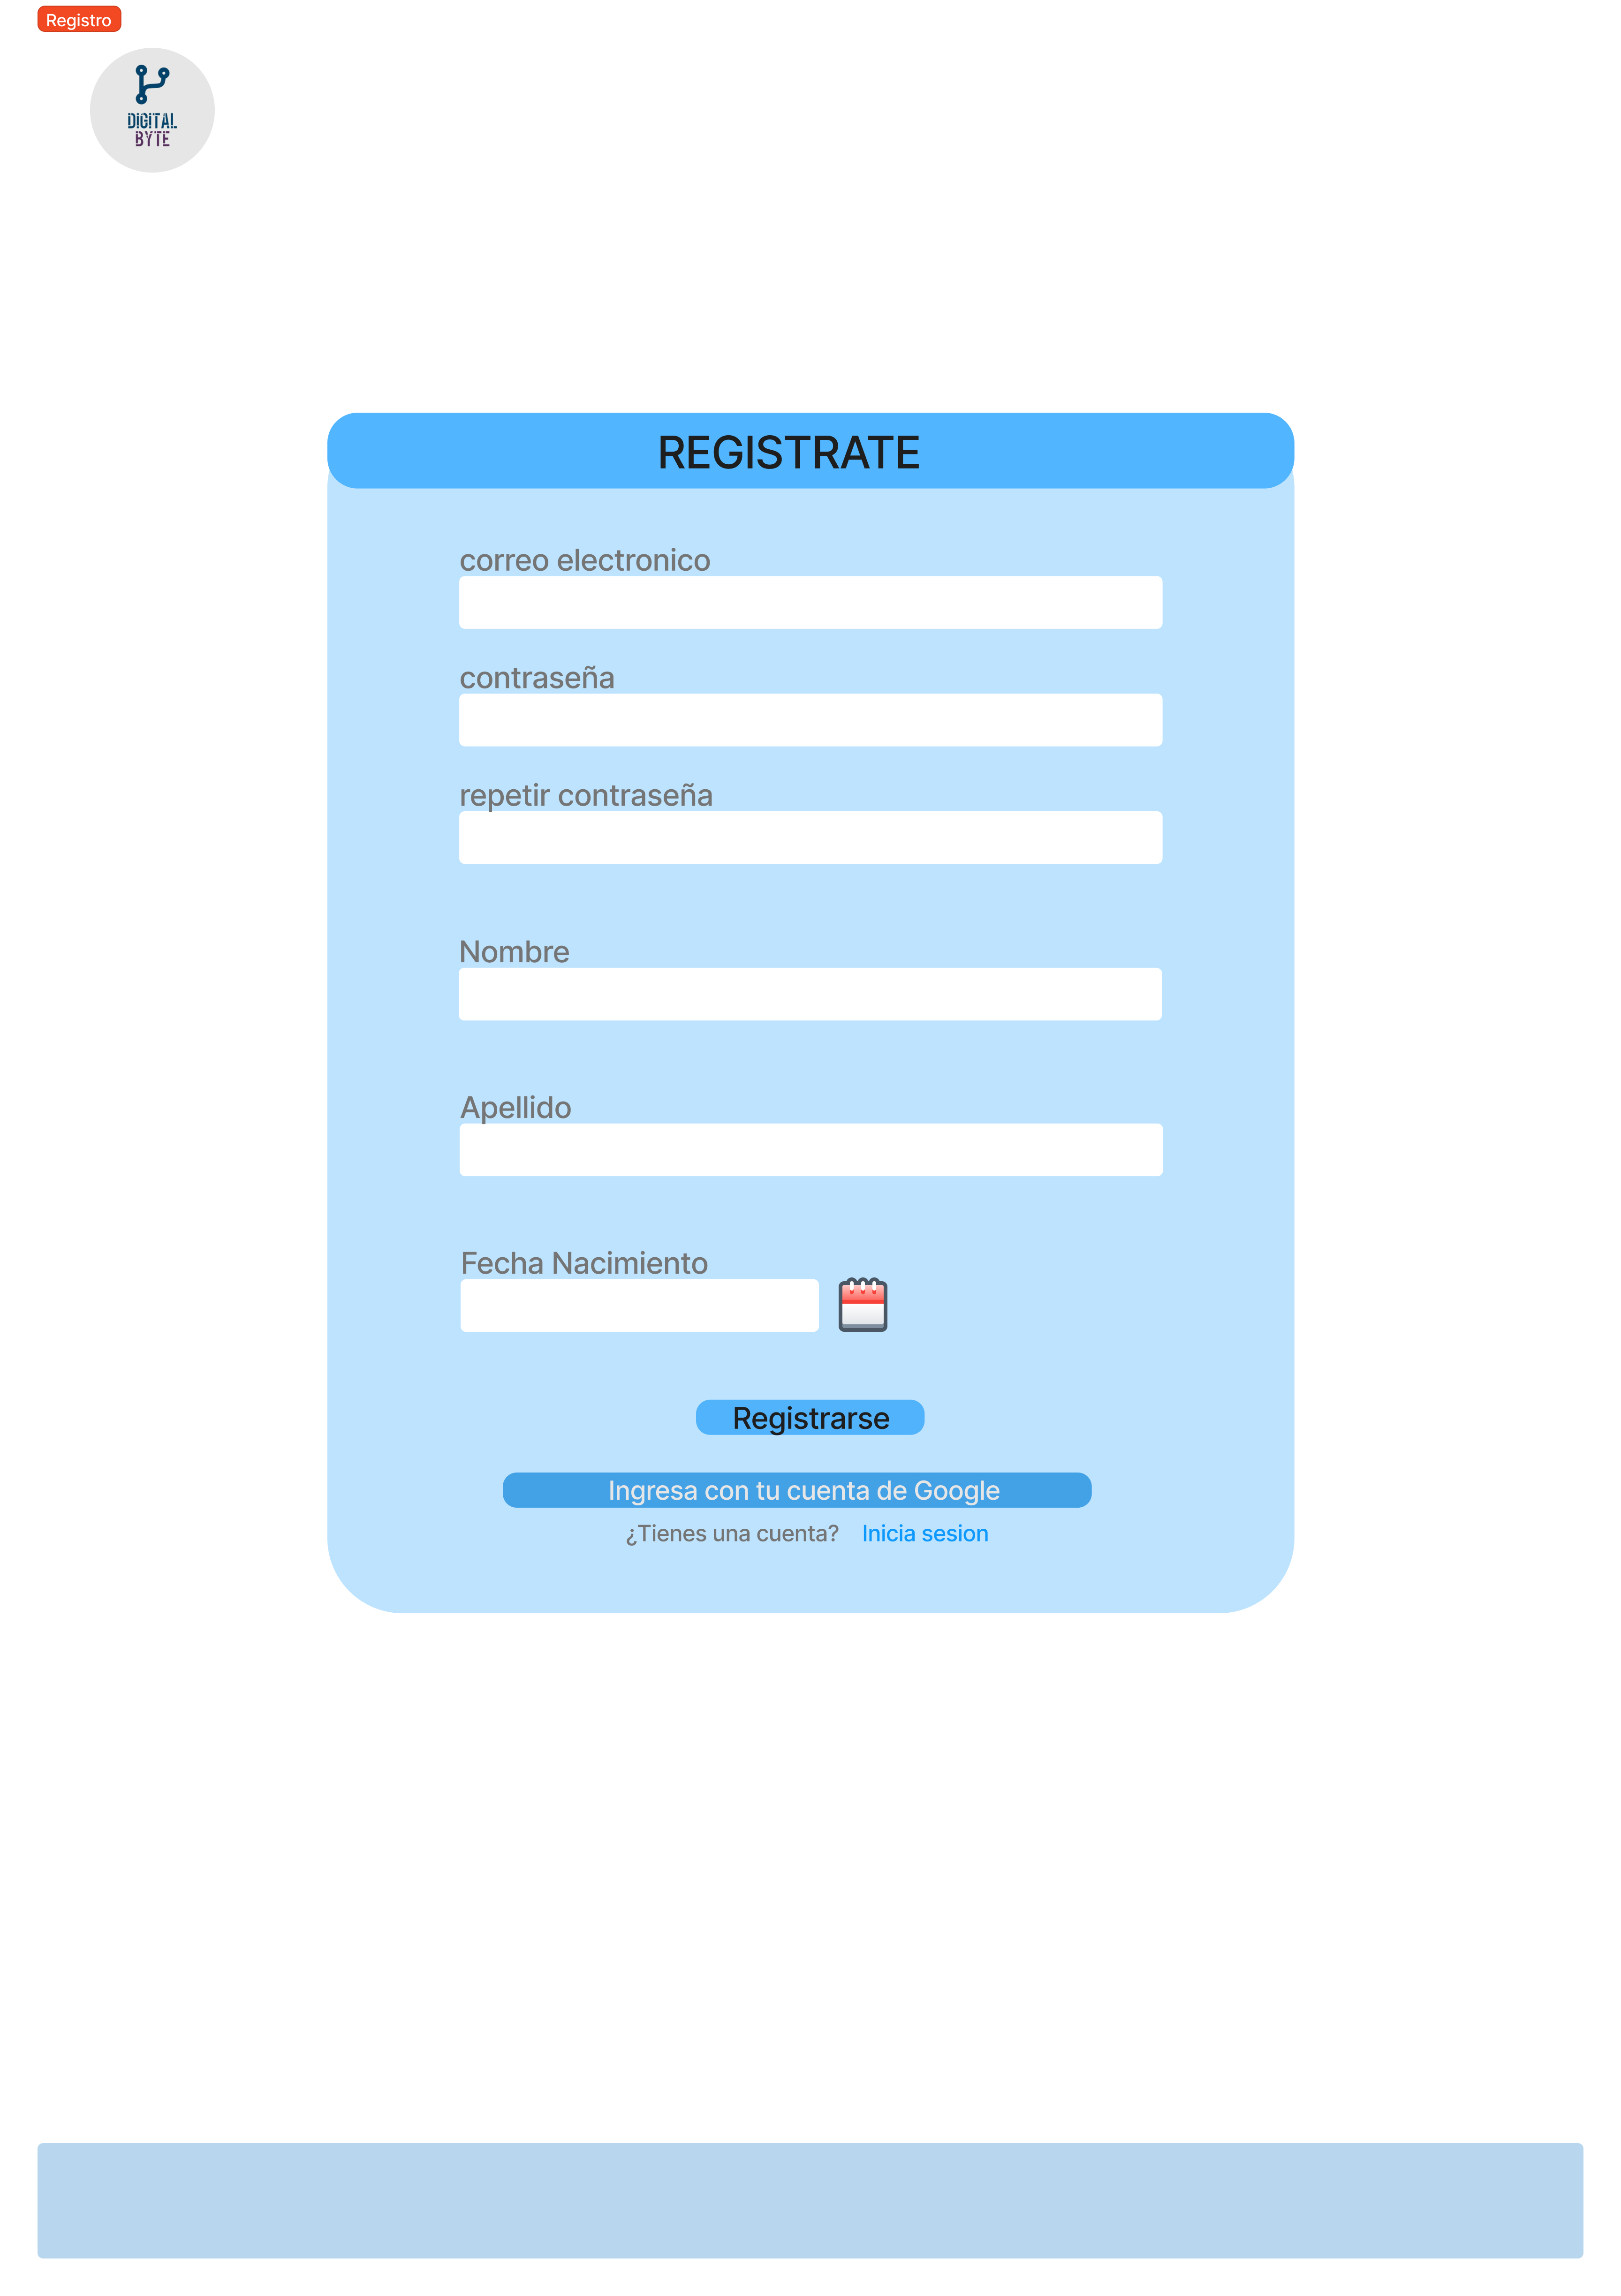 Registro
DIGITAL
BYTE
REGISTRATE
correo electronico
contraseña
repetir contraseña
Nombre
Apellido
Fecha Nacimiento
Registrarse
Ingresa con tu cuenta de Google
¿Tienes una cuenta? Inicia sesion